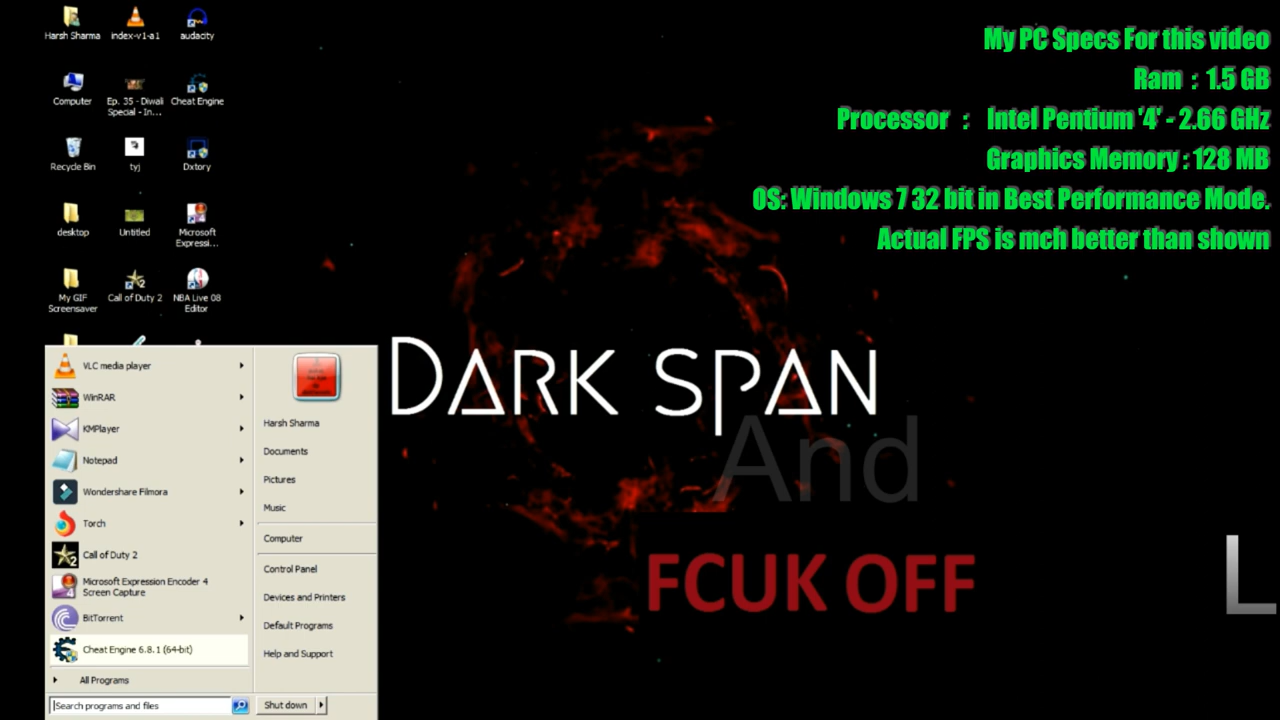 Harsh Sharma
index-v1-a1
audacity
Computer
Ep. 35 - Diwali
Special - In...
Cheat Engine
Recycle Bin
tyj
Dxtory
desktop
Untitled
Microsoft
Expressi...
My GIF
Screensaver
Call of Duty 2
NBA Live 08
Editor
My PC Specs For this video
Ram : 1.5 GB
Processor : Intel Pentium '4' - 2.66 GHz
Graphics Memory : 128 MB
OS: Windows 7 32 bit in Best Performance Mode.
Actual FPS is mch better than shown
DARK SPAN
And
FCUK OFF
L
VLC media player
WinRAR
KMPlayer
Notepad
Wondershare Filmora
Torch
Call of Duty 2
Microsoft Expression Encoder 4
Screen Capture
BitTorrent
Cheat Engine 6.8.1 (64-bit)
All Programs
Search programs and files
Harsh Sharma
Documents
Pictures
Music
Computer
Control Panel
Devices and Printers
Default Programs
Help and Support
Shut down